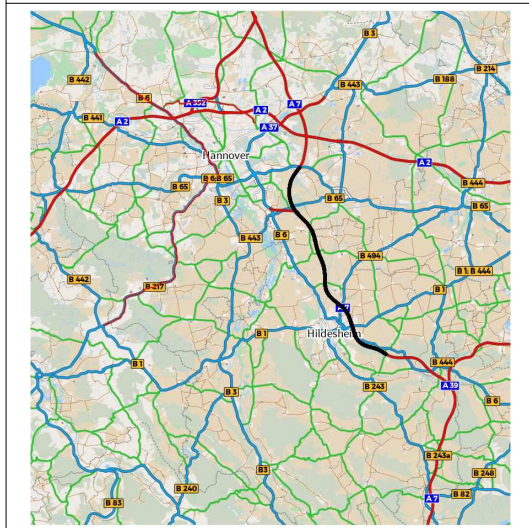 B 3
B 214
B 442
B 188
B 443
B 6
A 352
A 7
A 2
B 441
A 2
A 37
Hannover
A 2
B 6;B 65
B 444
B 65
B 3
B 65
B 65
B 6
B 443
B 494
B 1; B 444
B 442
B 217
B 1
A 7
Hildesheim
B 1
B 1
B 444
B 243
A 39
B 3
B 6
B 243a
B3
B 248
B 240
B 83
A 7
B 82